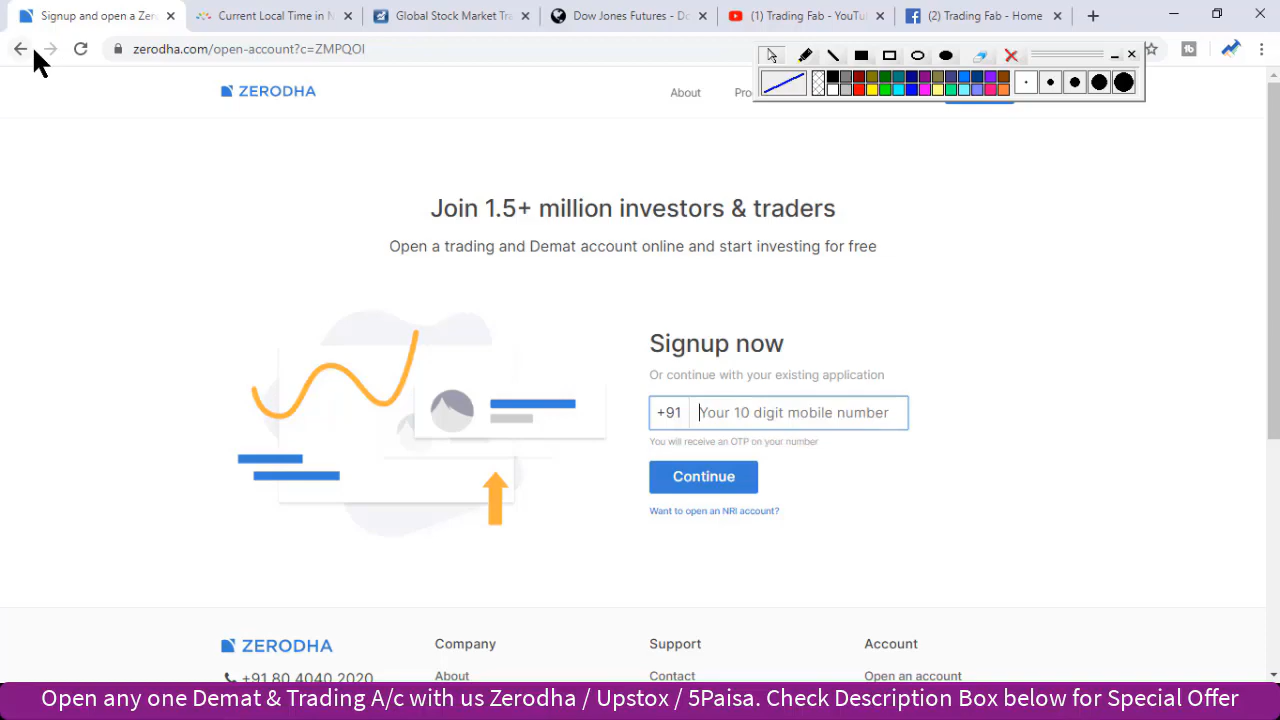 Signup and open a Zer
Current Local Time in N
Global Stock Market Tra
Dow Jones Futures - Do
(1) Trading Fab - YouTu
(2) Trading Fab - Home
zerodha.com/open-account?c=ZMPQOI
ZERODHA
About
Pro
Join 1.5+ million investors & traders
Open a trading and Demat account online and start investing for free
Signup now
Or continue with your existing application
+91 Your 10 digit mobile number
You will receive an OTP on your number
Continue
Want to open an NRI account?
ZERODHA
Company
Support
Account
+91 80 4040 2020
About
Contact
Open an account
Open any one Demat & Trading A/c with us Zerodha / Upstox / 5Paisa. Check Description Box below for Special Offer